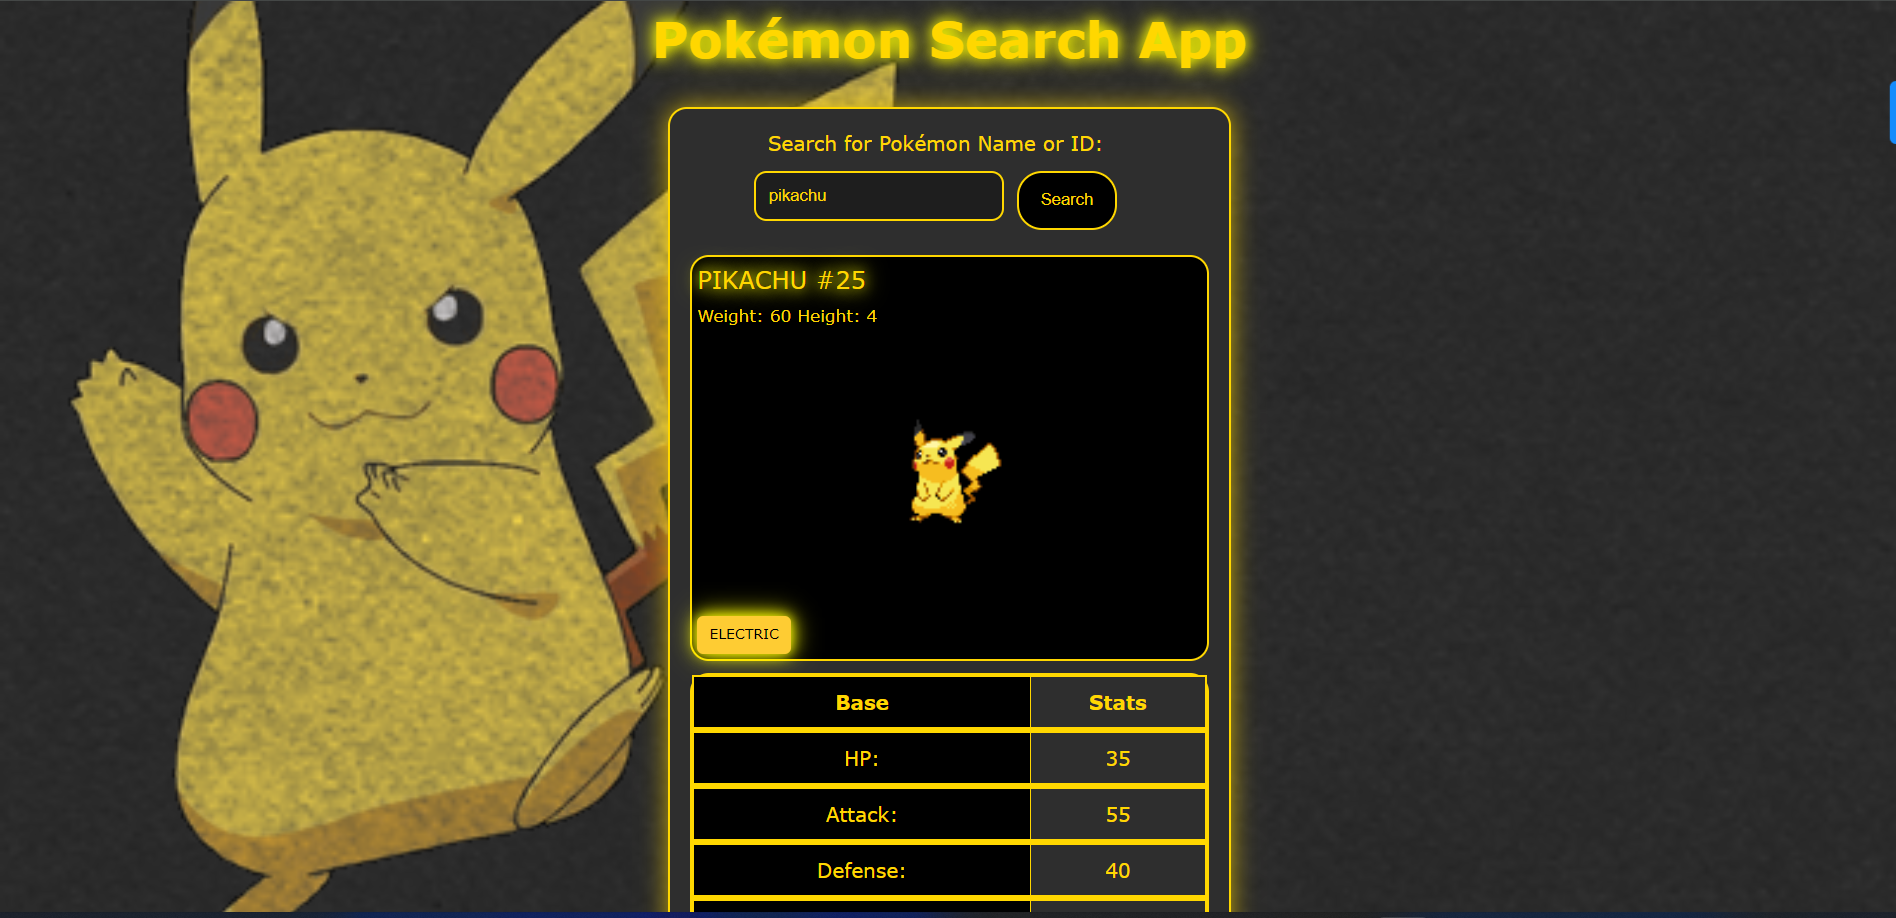 Pokémon Search App
Search for Pokémon Name or ID:
pikachu
Search
PIKACHU #25
Weight: 60 Height: 4
ELECTRIC
Base Stats
HP: 35
Attack: 55
Defense: 40